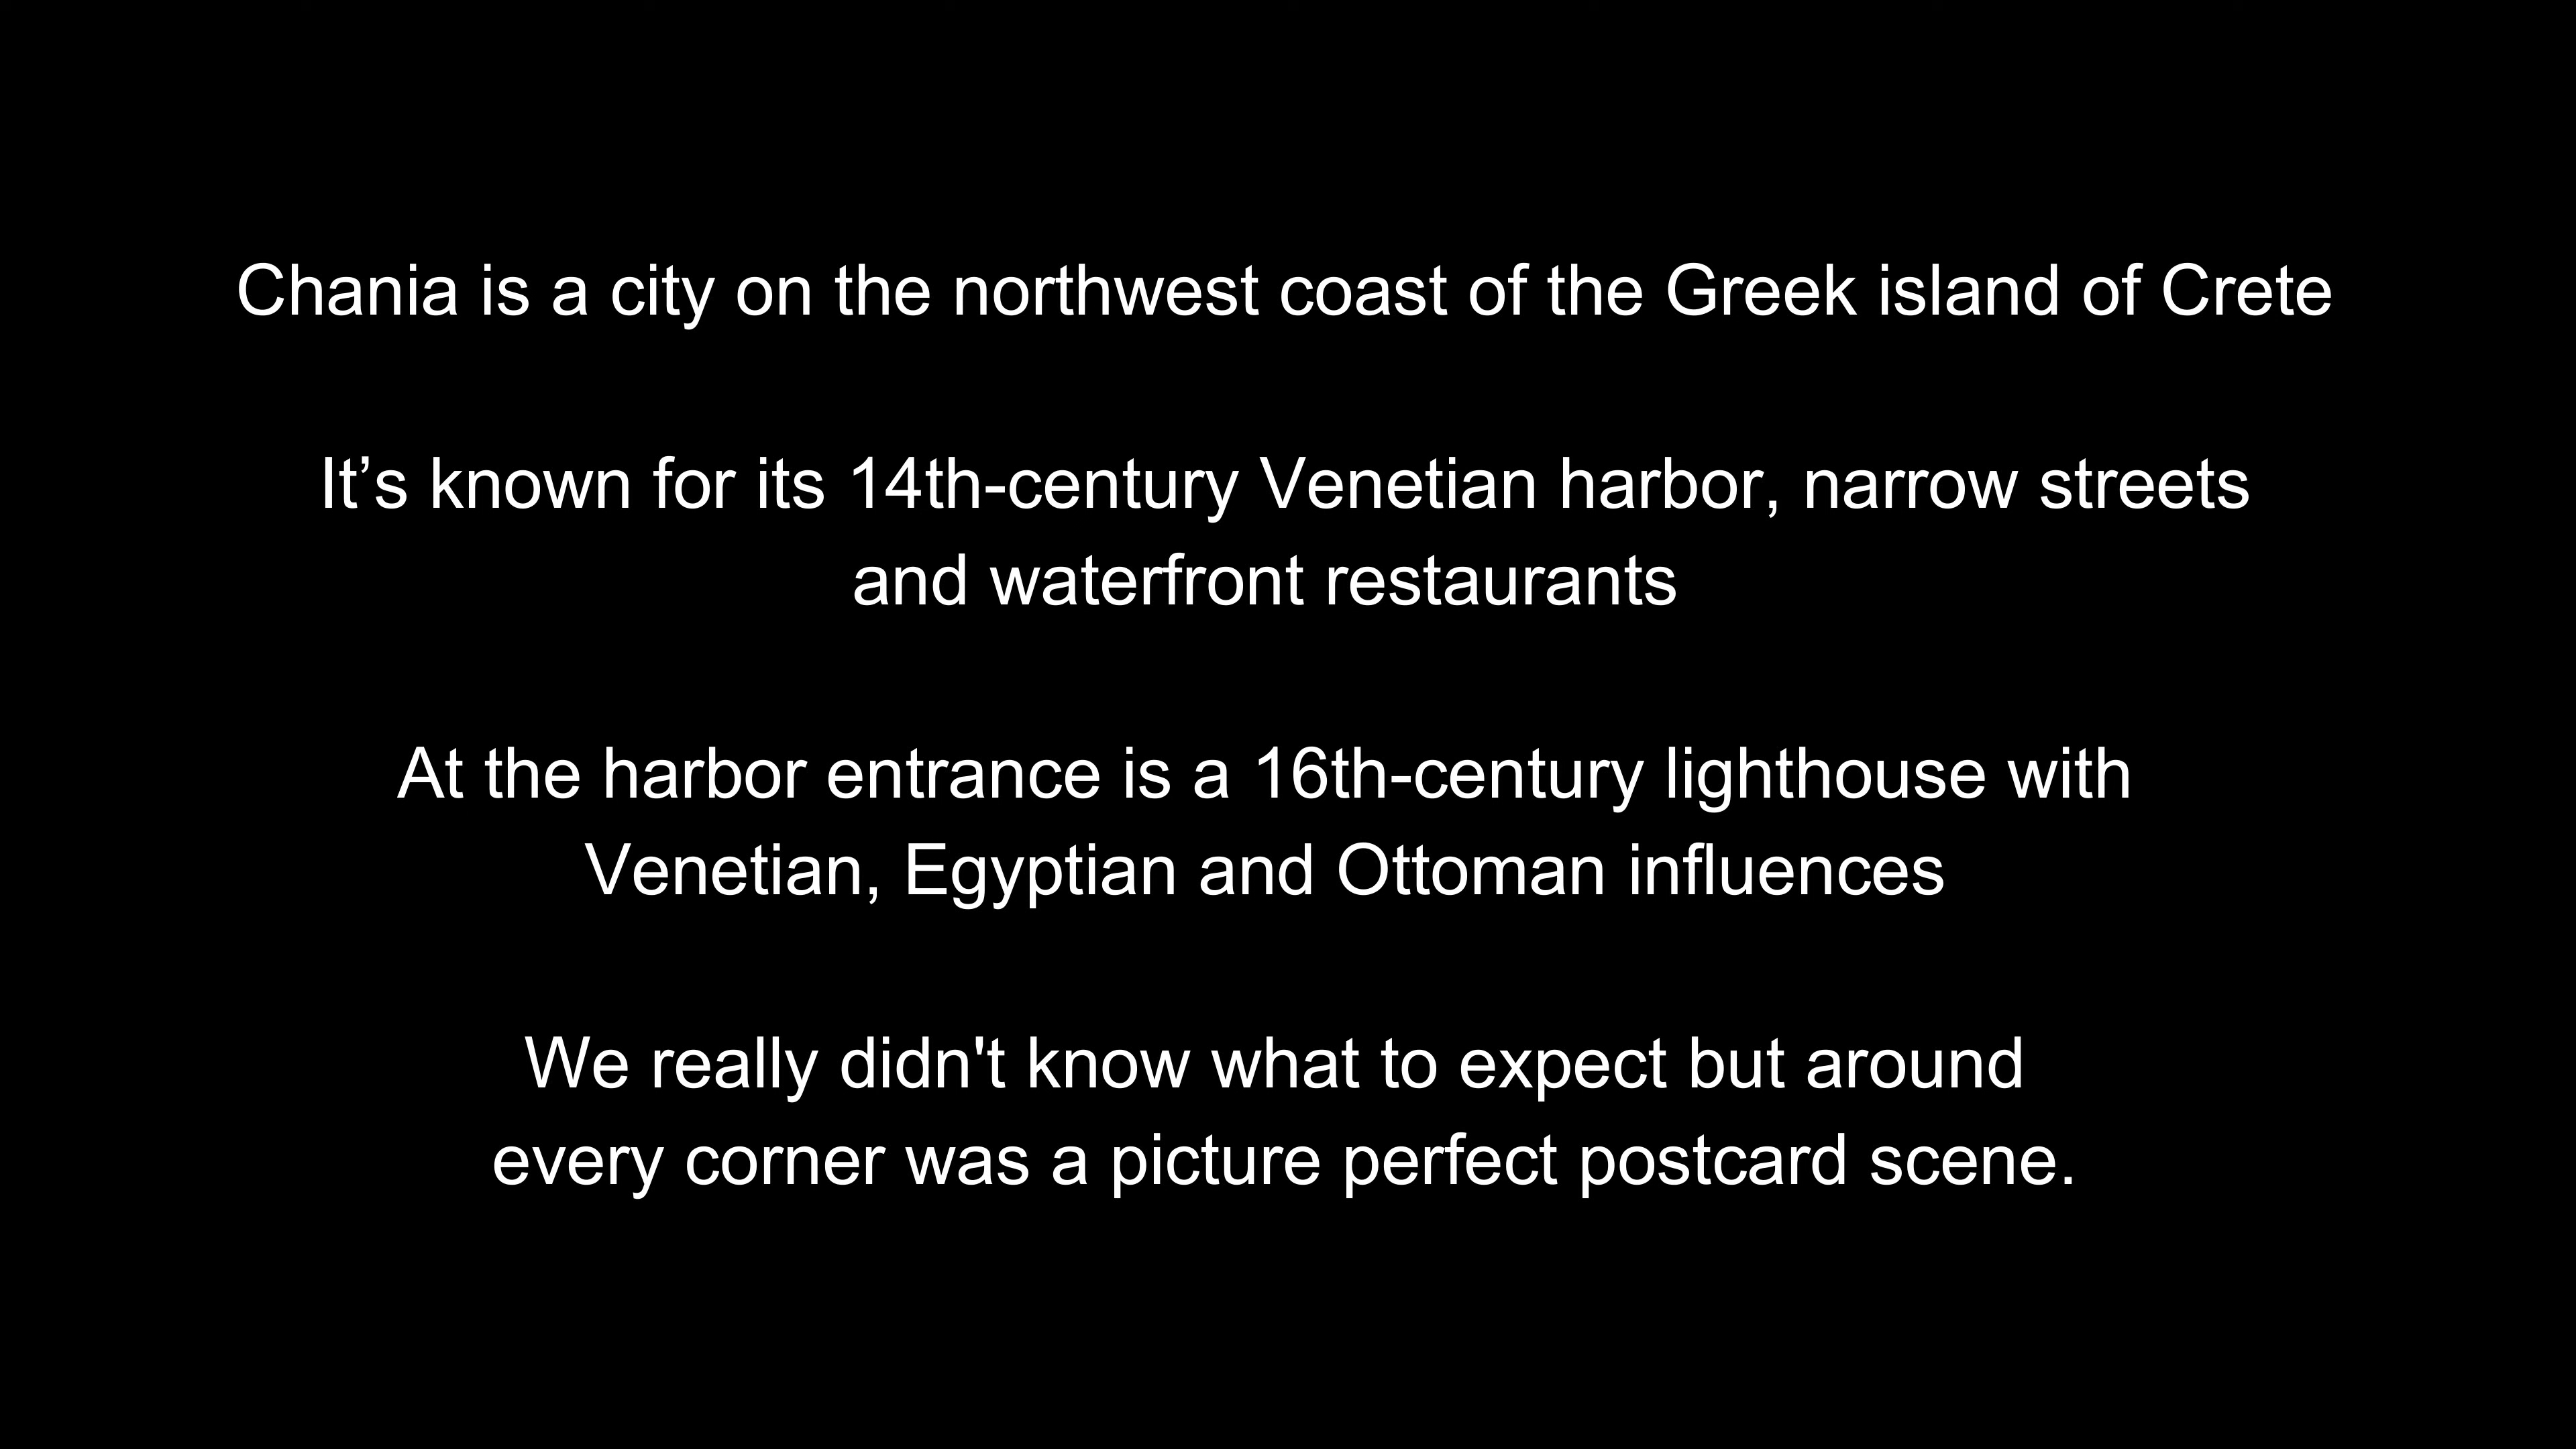 Chania is a city on the northwest coast of the Greek island of Crete
It’s known for its 14th-century Venetian harbor, narrow streets
and waterfront restaurants
At the harbor entrance is a 16th-century lighthouse with
Venetian, Egyptian and Ottoman influences
We really didn't know what to expect but around
every corner was a picture perfect postcard scene.